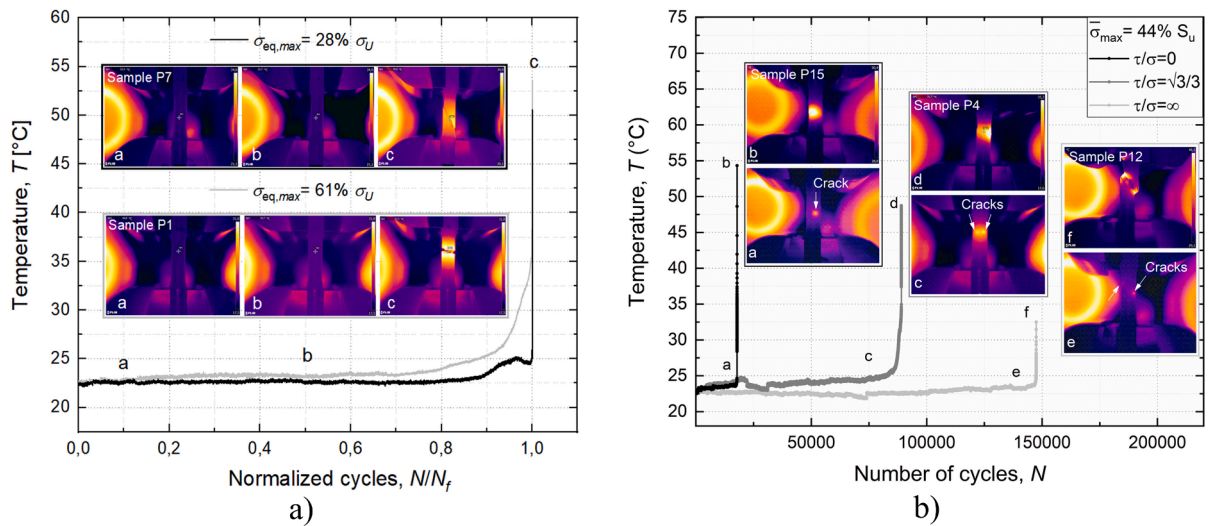 60
55
50
45
40
35
30
25
20
Temperature, T [°C]
σeq,max= 28% σU
c
Sample P7
a
b
c
σeq,max= 61% σU
Sample P1
a
b
c
a
b
0,0
0,2
0,4
0,6
0,8
1,0
Normalized cycles, N/Nf
a)
75
70
65
60
55
50
45
40
35
30
25
20
Temperature, T (°C)
σ̅max= 44% Su
τ/σ=0
τ/σ=√3/3
τ/σ=∞
Sample P15
b
Crack
a
Sample P4
d
Cracks
c
Sample P12
f
Cracks
e
b
d
f
a
c
e
50000
100000
150000
200000
Number of cycles, N
b)